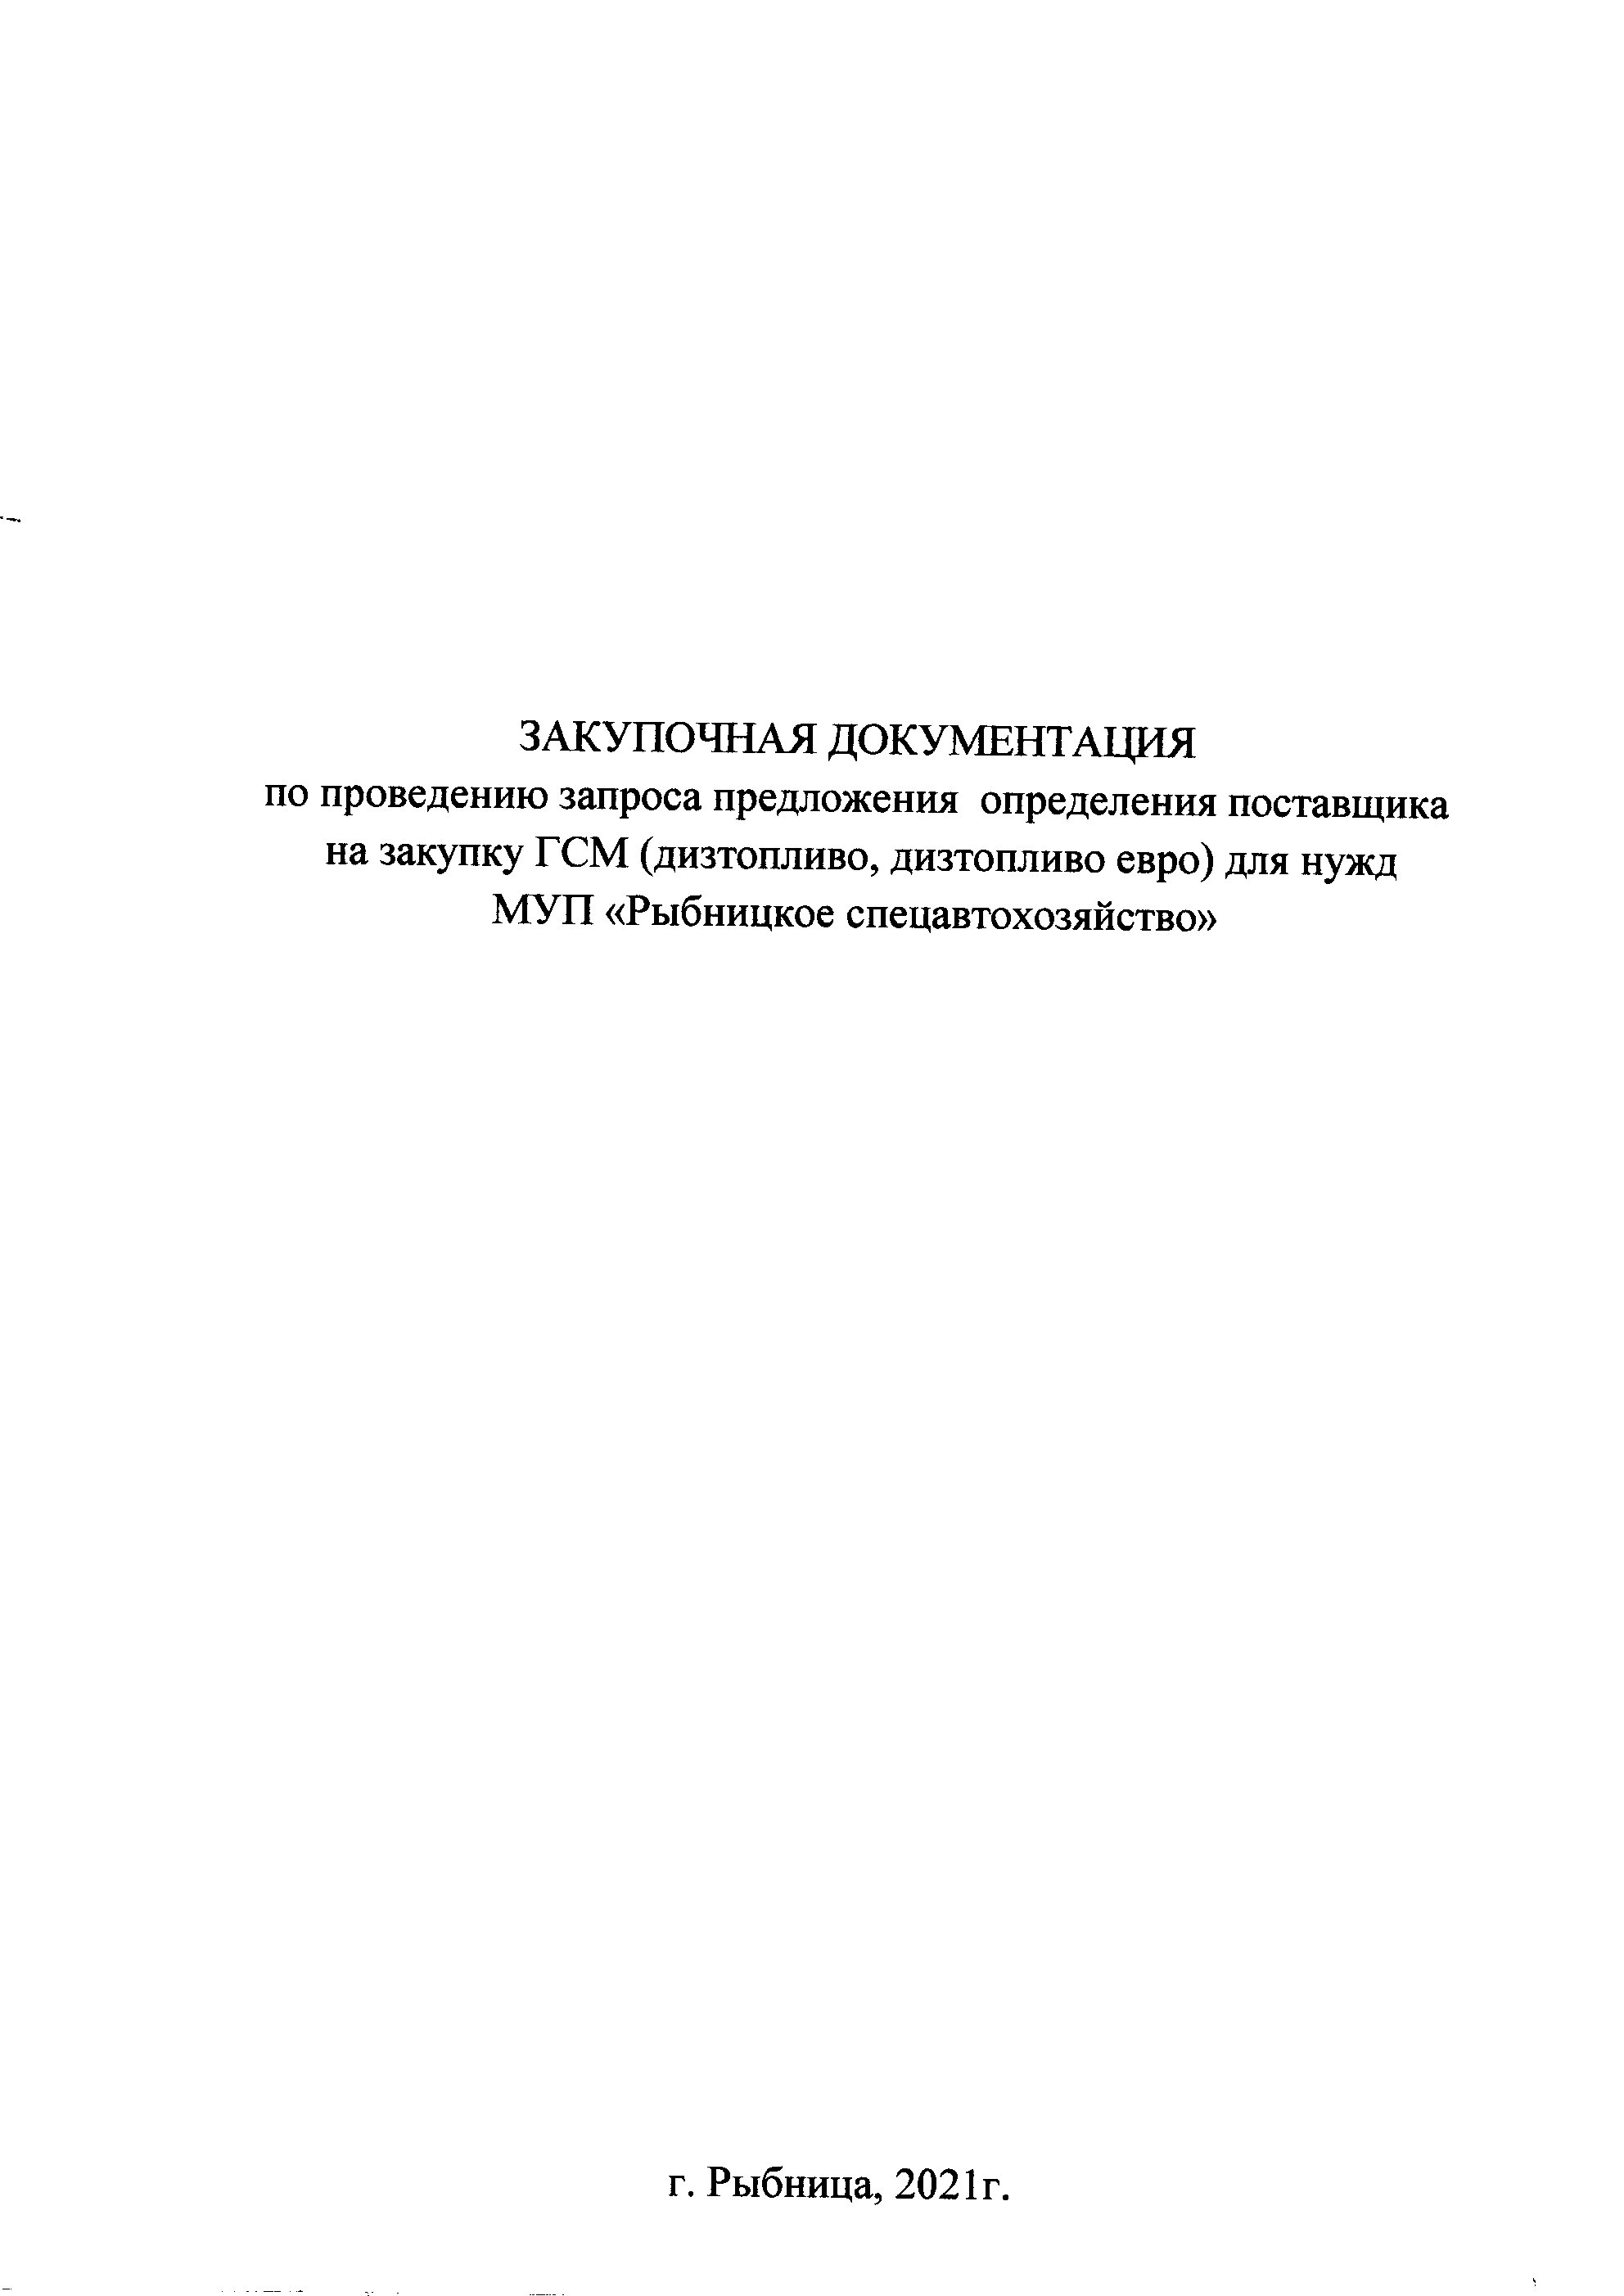 ЗАКУПОЧНАЯ ДОКУМЕНТАЦИЯ
по проведению запроса предложения определения поставщика
на закупку ГСМ (дизтопливо, дизтопливо евро) для нужд
МУП «Рыбницкое спецавтохозяйство»
г. Рыбница, 2021г.